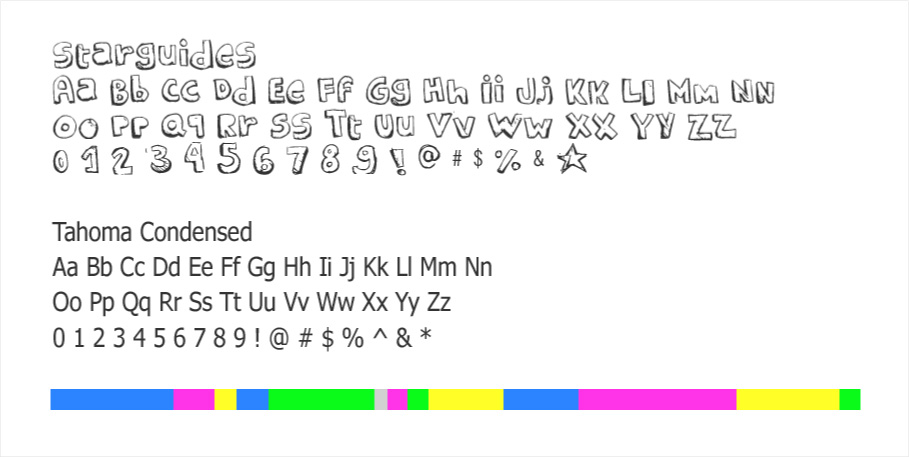 starguides
Aa Bb Cc Dd Ee Ff Gg Hh ii Jj Kk Ll Mm Nn
Oo Pp Qq Rr Ss Tt Uu Vv Ww Xx Yy Zz
0 1 2 3 4 5 6 7 8 9 ! @ # $ % & ☆
Tahoma Condensed
Aa Bb Cc Dd Ee Ff Gg Hh Ii Jj Kk Ll Mm Nn
Oo Pp Qq Rr Ss Tt Uu Vv Ww Xx Yy Zz
0 1 2 3 4 5 6 7 8 9 ! @ # $ % ^ & *